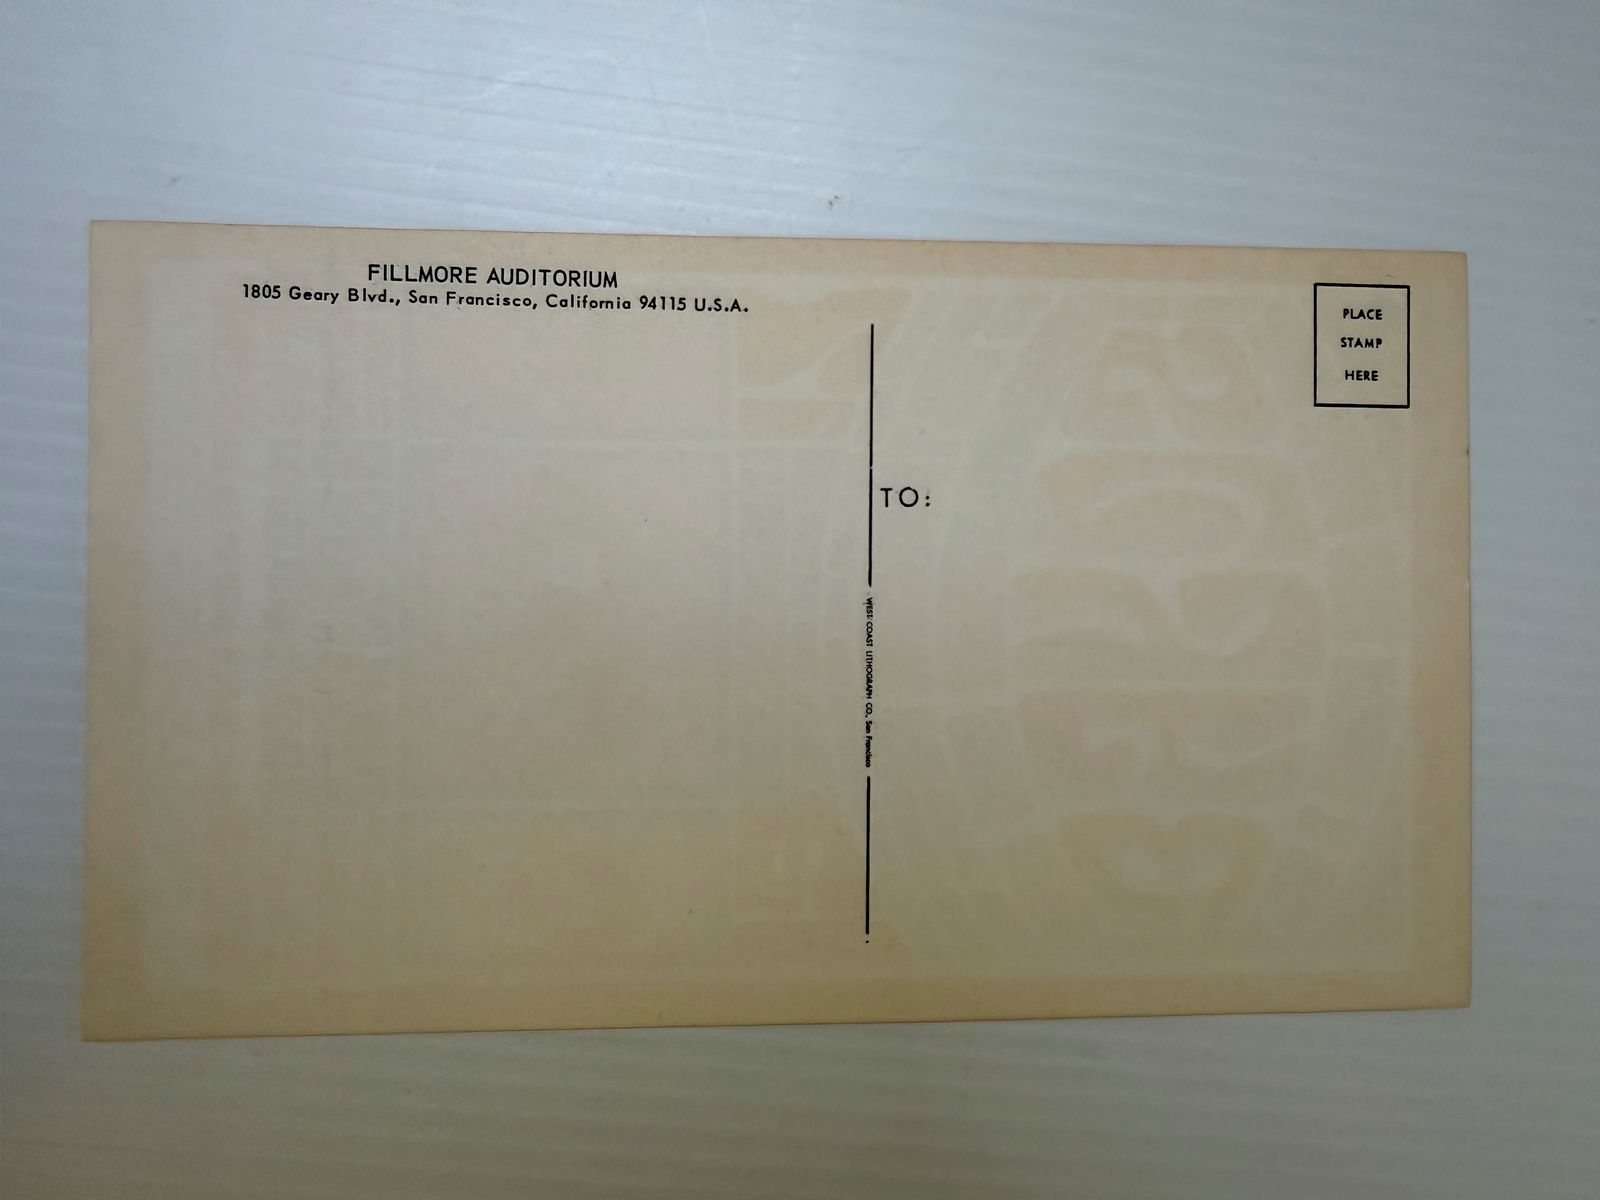 FILLMORE AUDITORIUM
1805 Geary Blvd., San Francisco, California 94115 U.S.A.
PLACE
STAMP
HERE
TO:
WEST COAST LITHOGRAPH CO., San Francisco